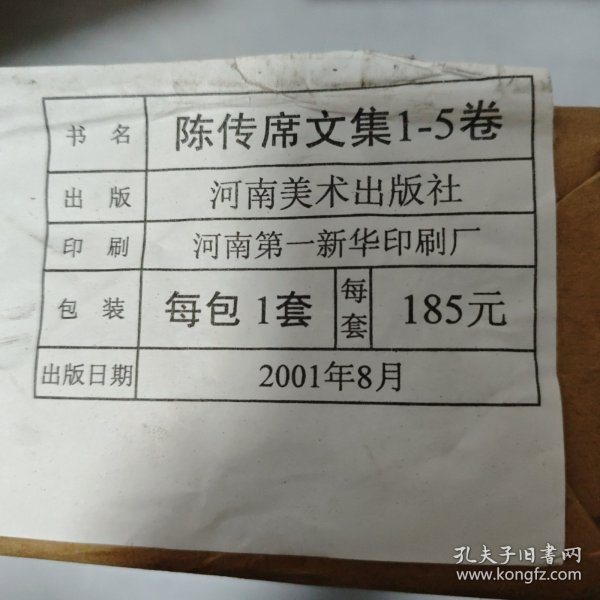 书名 陈传席文集1-5卷
出版 河南美术出版社
印刷 河南第一新华印刷厂
包装 每包 1套 每套 185元
出版日期 2001年8月
孔夫子旧书网
www.kongfz.com